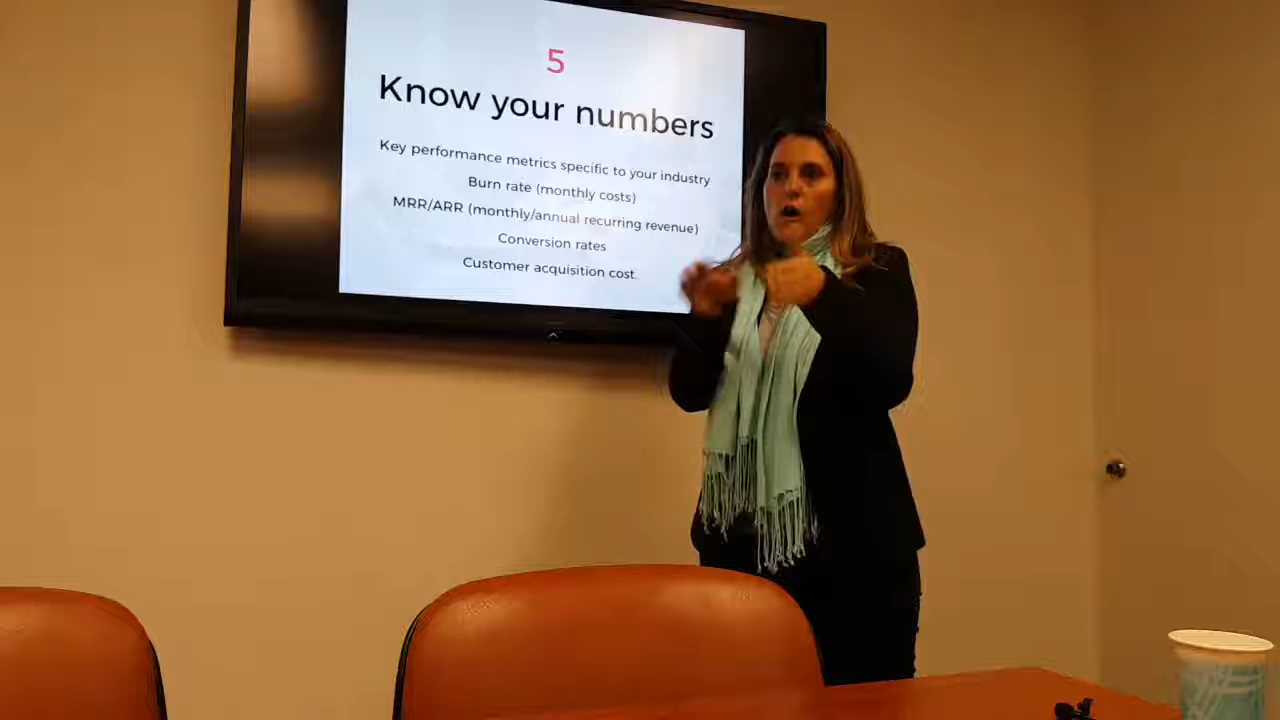 5
Know your numbers
Key performance metrics specific to your industry
Burn rate (monthly costs)
MRR/ARR (monthly/annual recurring revenue)
Conversion rates
Customer acquisition cost.